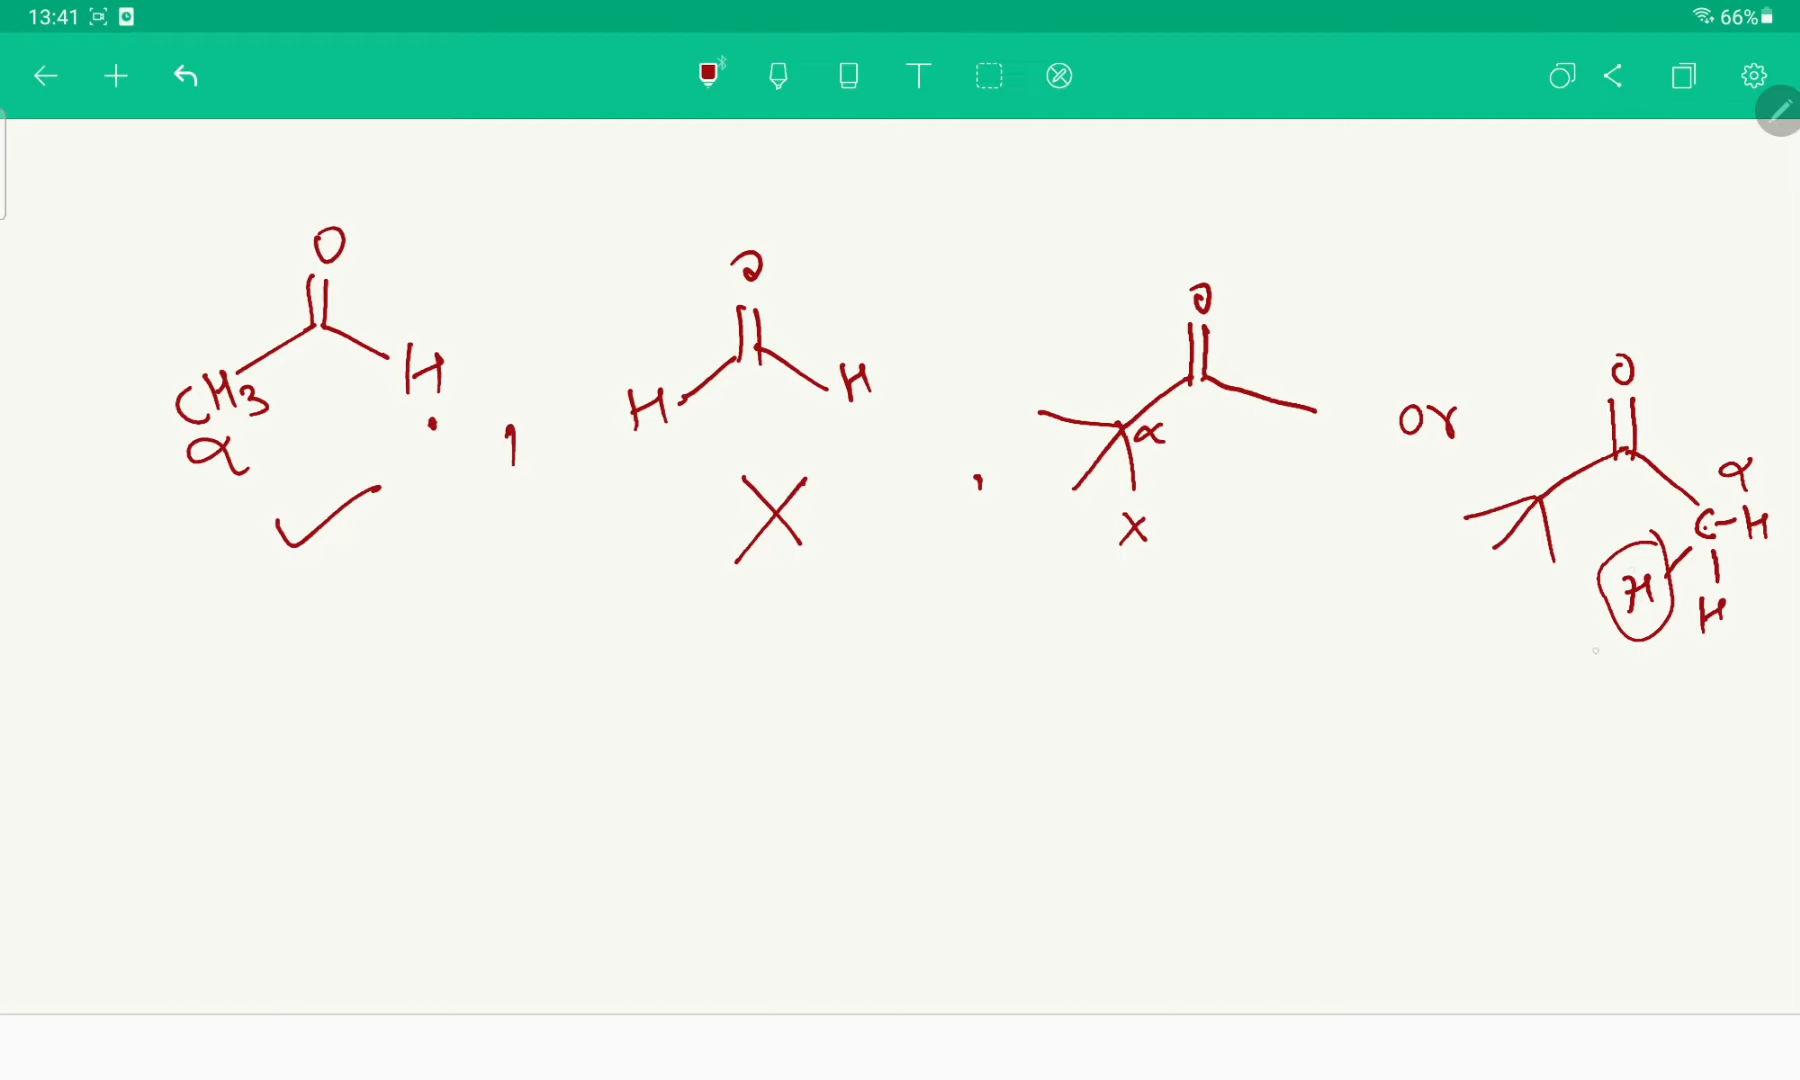 13:41
66%
T
O
CH3
H
α
,
O
H
H
,
O
α
x
or
O
α
C-H
H
H